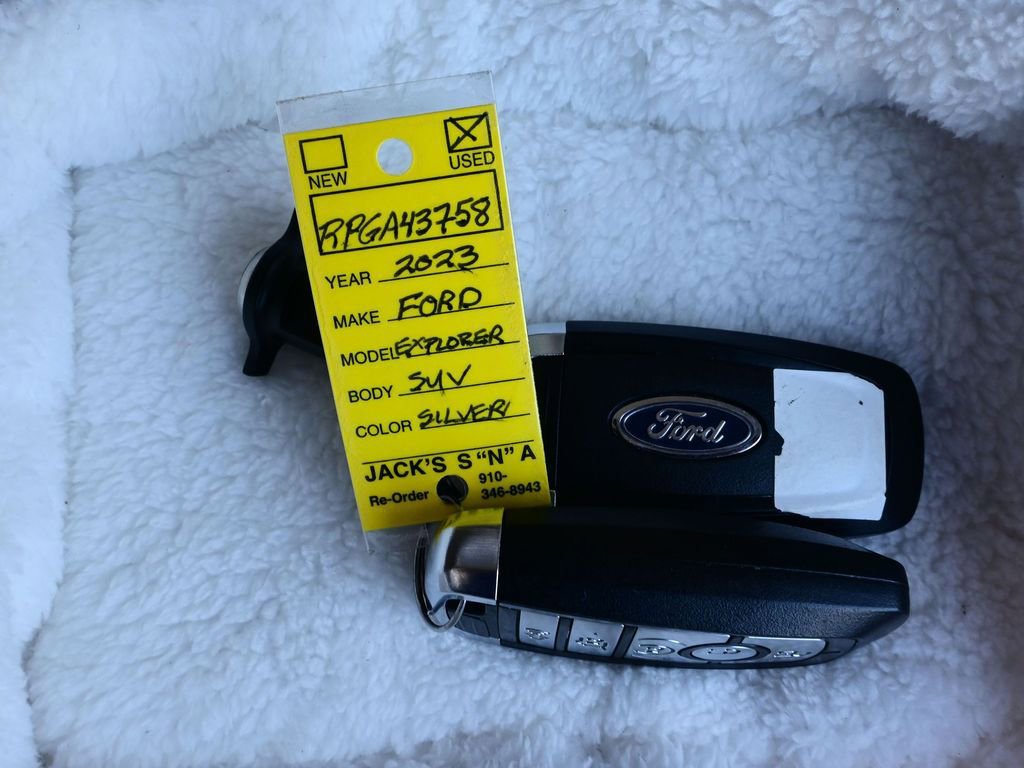 NEW
USED
RPGA43758
YEAR 2023
MAKE FORD
MODEL EXPLORER
BODY SUV
COLOR SILVER
JACK'S S "N" A
Re-Order 910-
346-8943
Ford